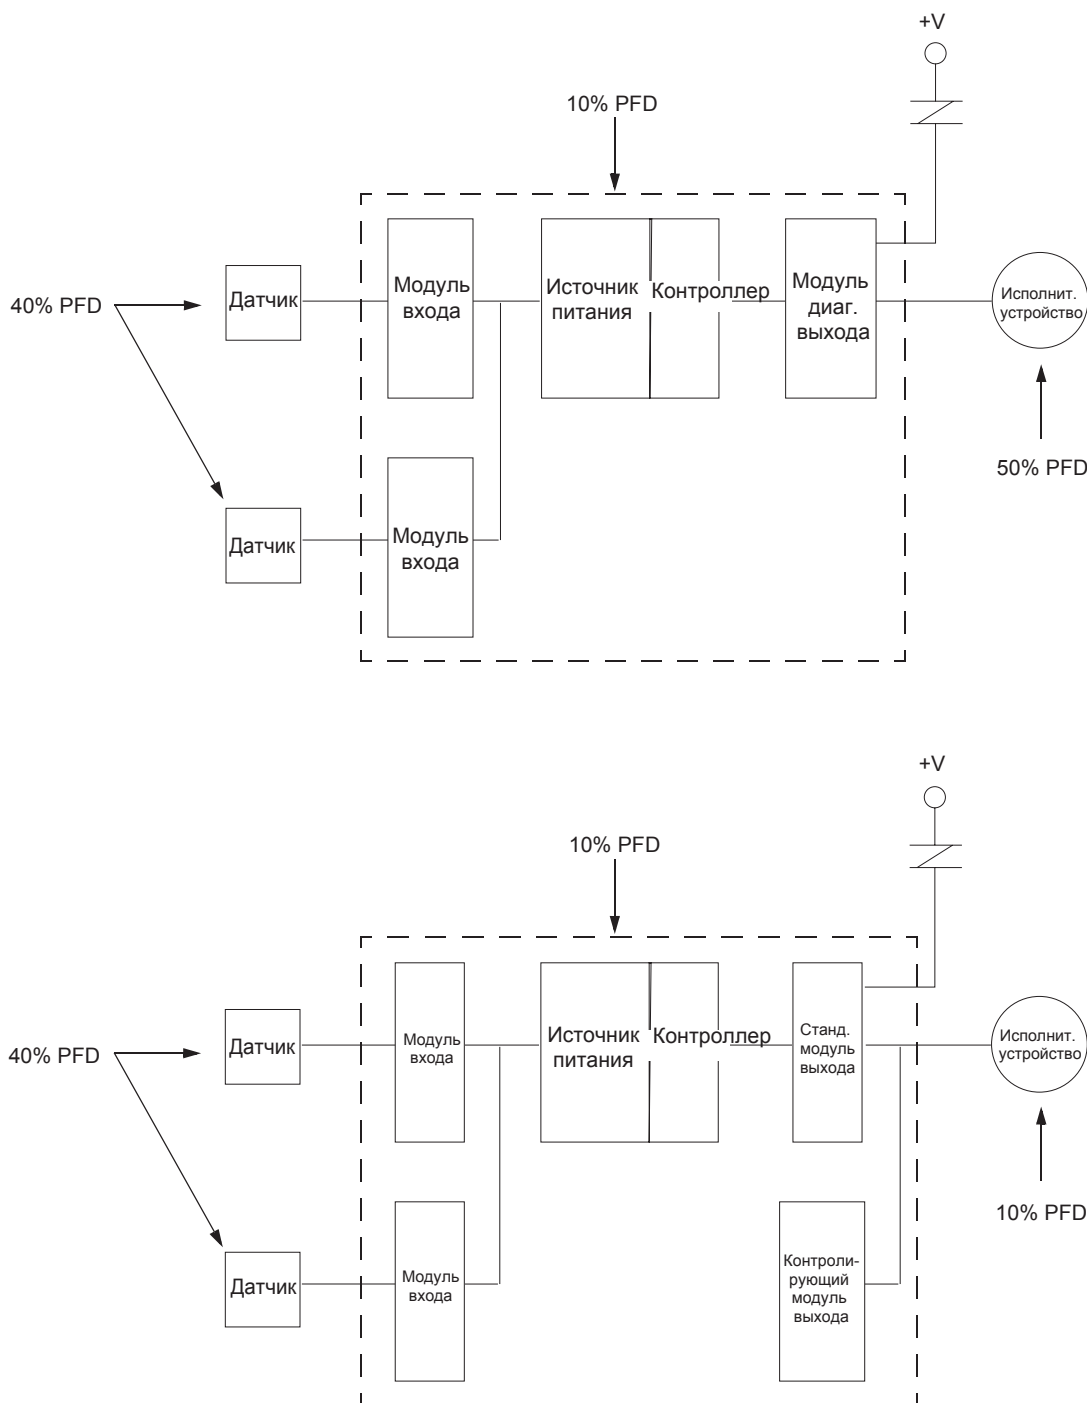 +V
10% PFD
40% PFD
Датчик
Модуль
входа
Источник
питания
Контроллер
Модуль
диаг.
выхода
Исполнит.
устройство
50% PFD
Датчик
Модуль
входа
+V
10% PFD
40% PFD
Датчик
Модуль
входа
Источник
питания
Контроллер
Станд.
модуль
выхода
Исполнит.
устройство
10% PFD
Датчик
Модуль
входа
Контроли-
рующий
модуль
выхода